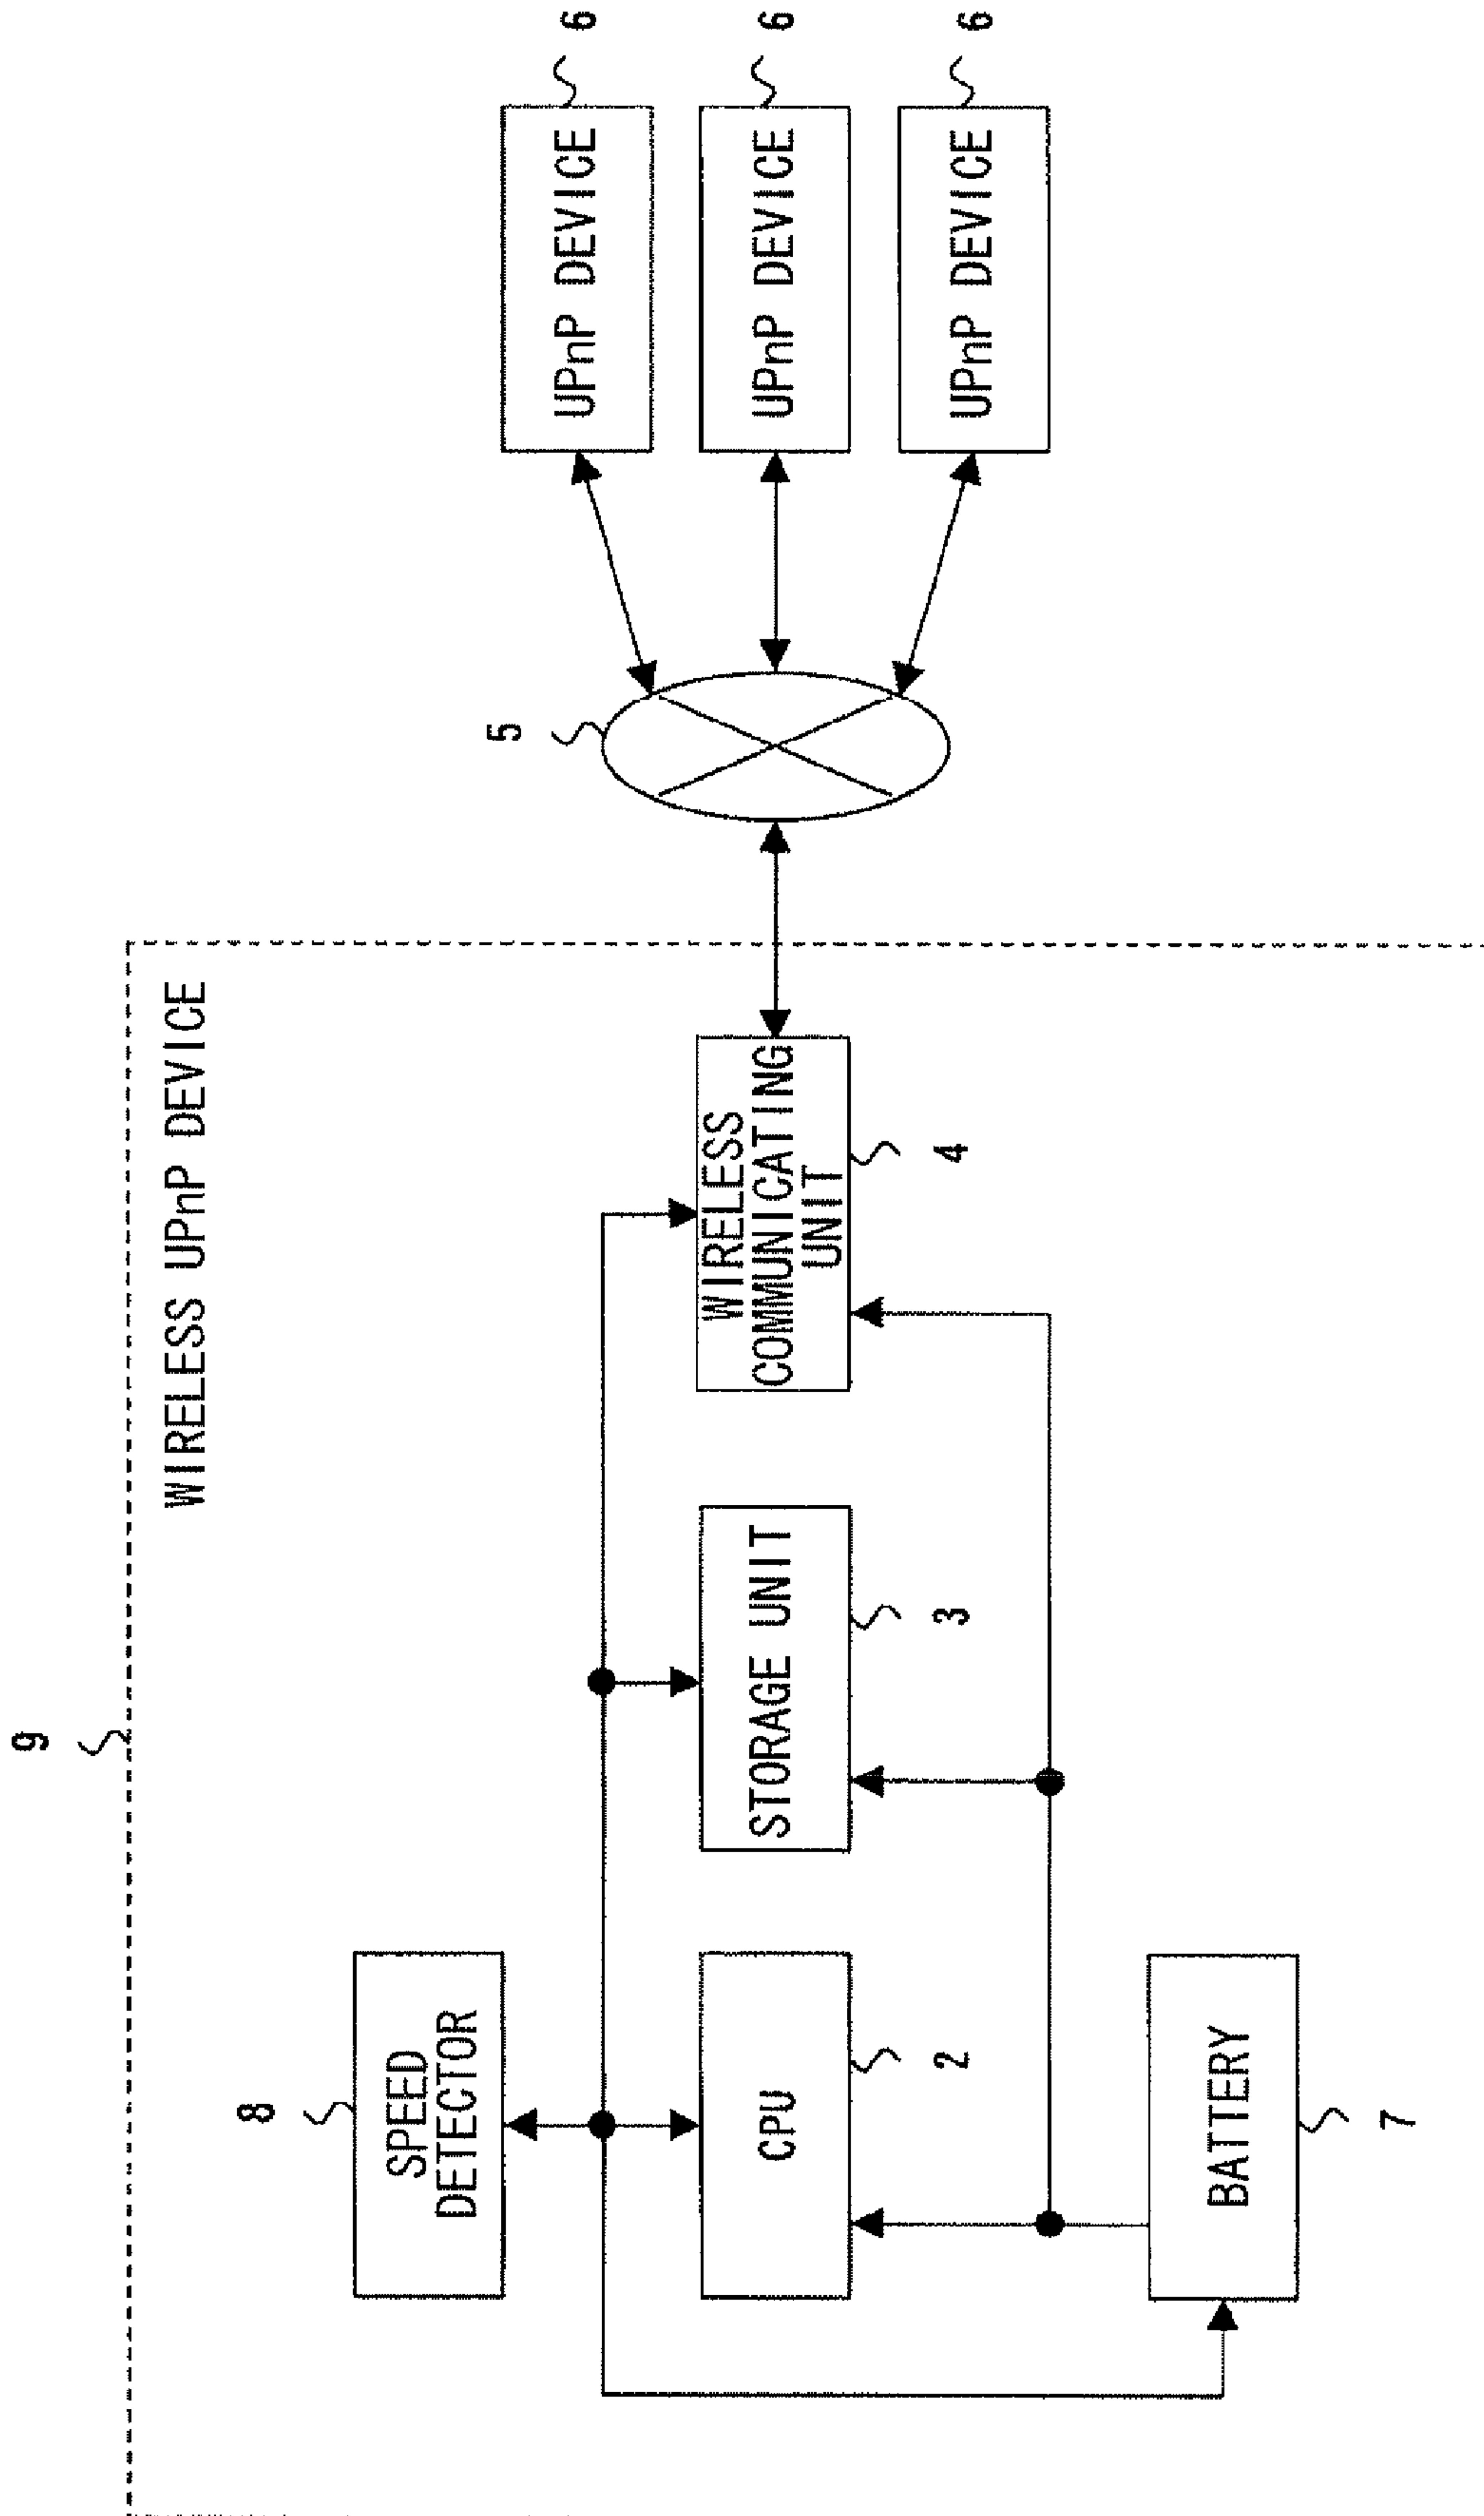 9
WIRELESS UPnP DEVICE
8
SPEED
DETECTOR
CPU
2
STORAGE UNIT
3
WIRELESS
COMMUNICATING
UNIT
4
BATTERY
7
5
UPnP DEVICE
6
UPnP DEVICE
6
UPnP DEVICE
6